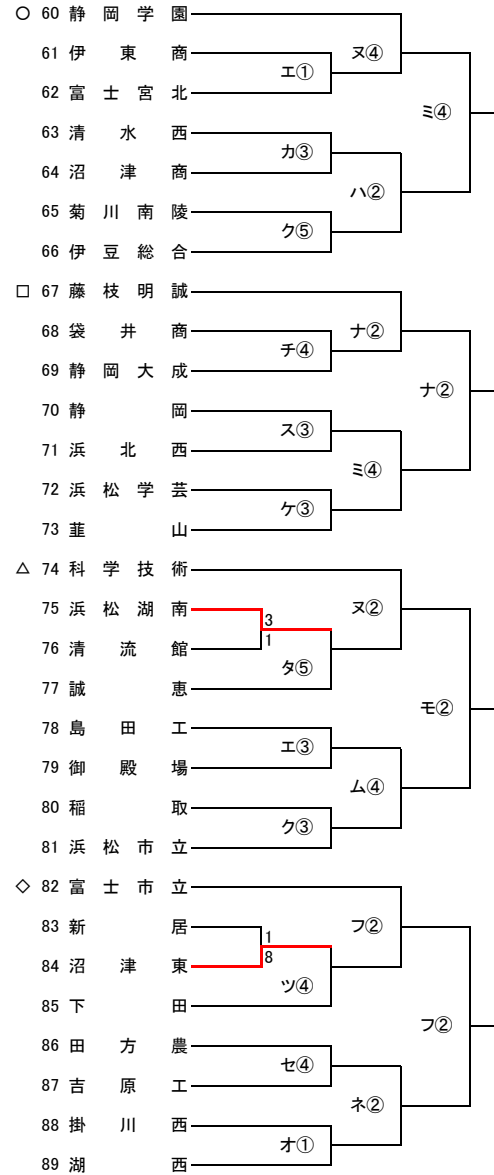 ○ 60 静岡学園
ヌ④
61 伊東商
エ①
62 富士宮北
ミ④
63 清水西
カ③
64 沼津商
ハ②
65 菊川南陵
ク⑤
66 伊豆総合
□ 67 藤枝明誠
ナ②
68 袋井商
チ④
69 静岡大成
ナ②
70 静岡
ス③
71 浜北西
ミ④
72 浜松学芸
ケ③
73 韮山
△ 74 科学技術
75 浜松湖南
ヌ②
3
1
76 清流館
タ⑤
77 誠恵
モ②
78 島田工
エ③
79 御殿場
ム④
80 稲取
ク③
81 浜松市立
◇ 82 富士市立
83 新居
フ②
1
8
84 沼津東
ツ④
85 下田
フ②
86 田方農
セ④
87 吉原工
ネ②
88 掛川西
オ①
89 湖西